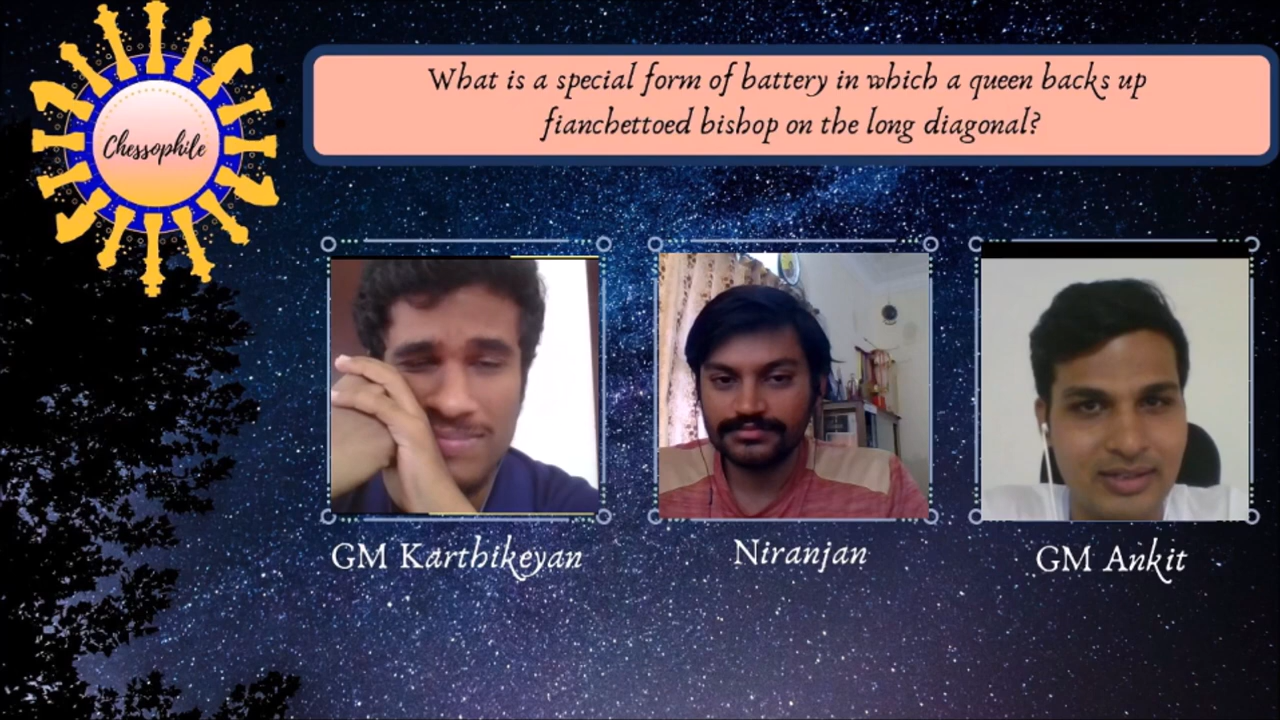 Chessophile
What is a special form of battery in which a queen backs up
fianchettoed bishop on the long diagonal?
GM Karthikeyan
Niranjan
GM Ankit